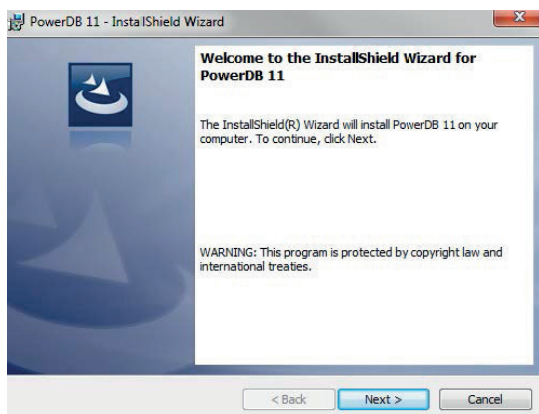 PowerDB 11 - InstallShield Wizard
Welcome to the InstallShield Wizard for
PowerDB 11
The InstallShield(R) Wizard will install PowerDB 11 on your
computer. To continue, click Next.
WARNING: This program is protected by copyright law and
international treaties.
< Back
Next >
Cancel